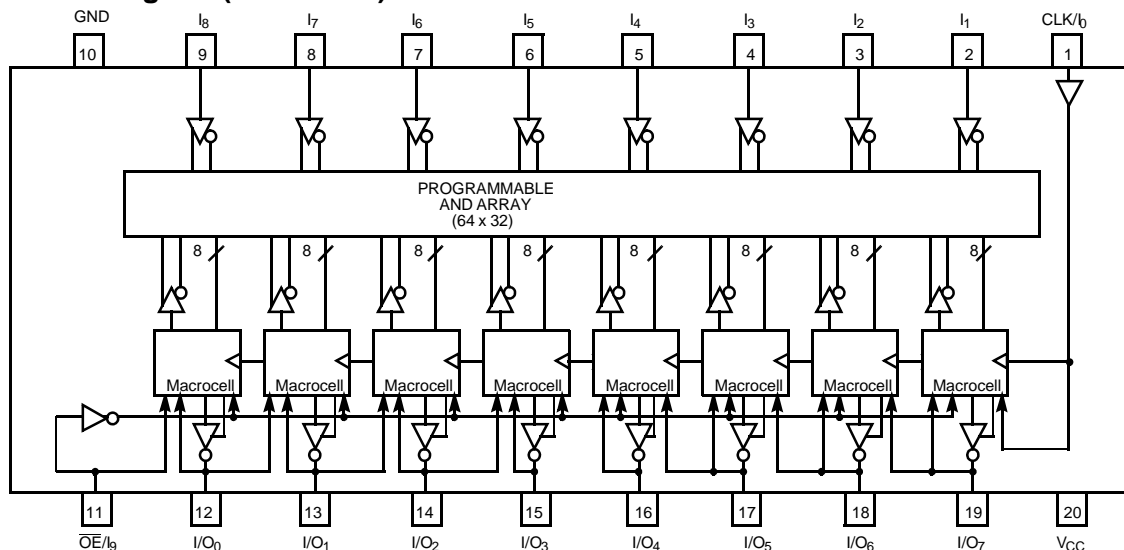 GND I8 I7 I6 I5 I4 I3 I2 I1 CLK/I0
10 9 8 7 6 5 4 3 2 1
PROGRAMMABLE
AND ARRAY
(64 x 32)
8 8 8 8 8 8 8 8
Macrocell Macrocell Macrocell Macrocell Macrocell Macrocell Macrocell Macrocell
11 12 13 14 15 16 17 18 19 20
O̅E̅/I9 I/O0 I/O1 I/O2 I/O3 I/O4 I/O5 I/O6 I/O7 VCC